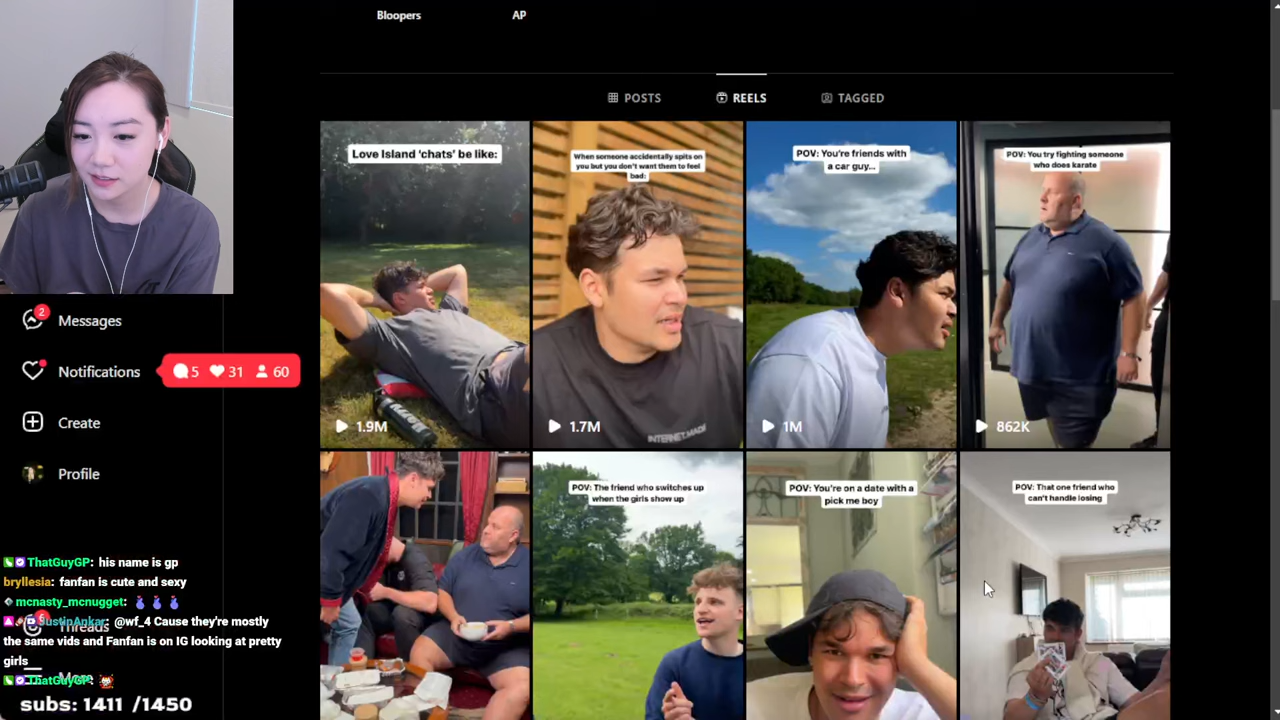 Bloopers
AP
POSTS
REELS
TAGGED
Love Island 'chats' be like:
1.9M
When someone accidentally spits on
you but you don't want them to feel
bad:
INTERNET.MADE
1.7M
POV: You're friends with
a car guy...
1M
POV: You try fighting someone
who does karate
862K
2
Messages
Notifications
5
31
60
Create
Profile
POV: The friend who switches up
when the girls show up
POV: You're on a date with a
pick me boy
POV: That one friend who
can't handle losing
ThatGuyGP: his name is gp
bryllesia: fanfan is cute and sexy
mcnasty_mcnugget:
JustinAnkar: @wf_4 Cause they're mostly
the same vids and Fanfan is on IG looking at pretty
girls
Threads
ThatGuyGP:
More
subs: 1411 /1450